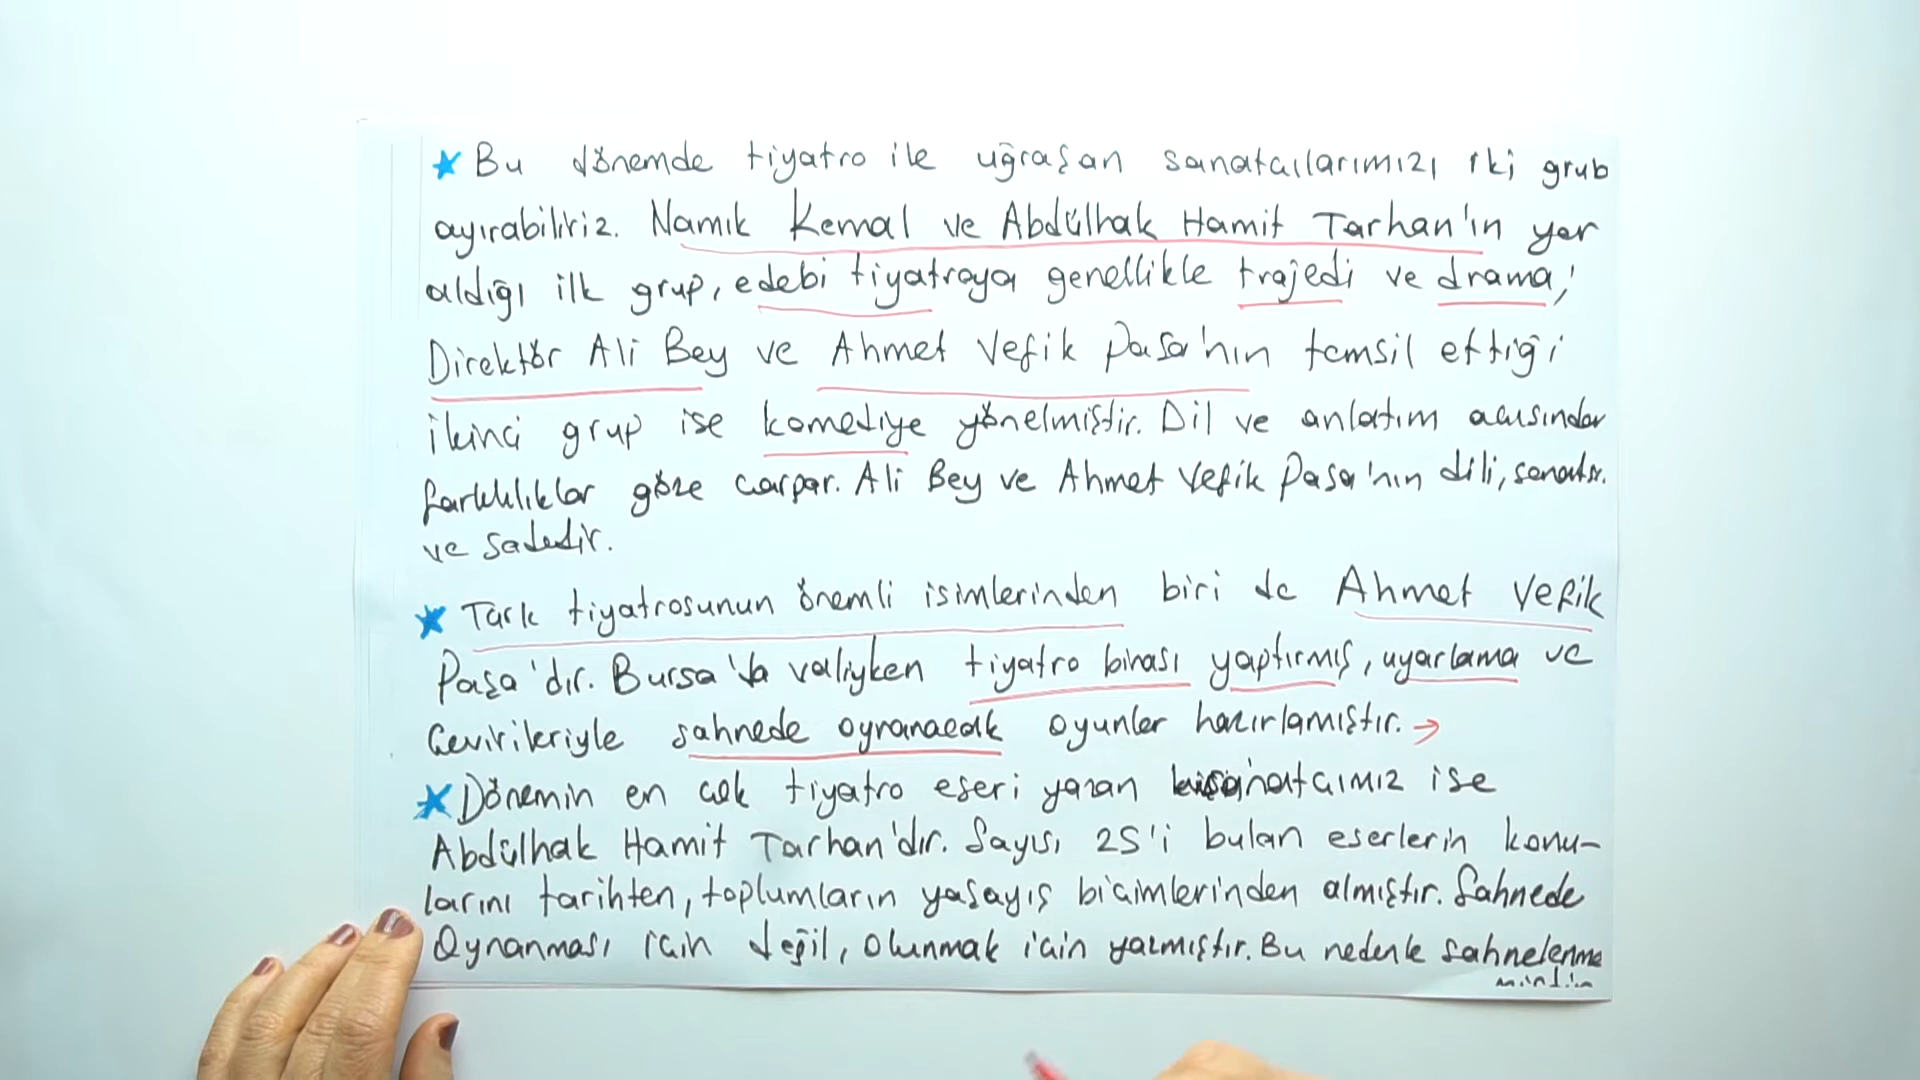 Bu dönemde tiyatro ile uğraşan sanatçılarımızı iki grub
ayırabiliriz. Namık Kemal ve Abdülhak Hamit Tarhan'ın yer
aldığı ilk grup, edebi tiyatroya genellikle trajedi ve drama;
Direktör Ali Bey ve Ahmet Vefik Paşa'nın temsil ettiği
ikinci grup ise komediye yönelmiştir. Dil ve anlatım açısından
farklılıklar göze çarpar. Ali Bey ve Ahmet Vefik Paşa'nın dili, sanatsı.
ve sadedir.
Türk tiyatrosunun önemli isimlerinden biri de Ahmet Vefik
Paşa'dır. Bursa'da valiyken tiyatro binası yaptırmış, uyarlama ve
çevirileriyle sahnede oynanacak oyunlar hazırlamıştır. →
Dönemin en çok tiyatro eseri yazan sanatçımız ise
Abdülhak Hamit Tarhan'dır. Sayısı 25'i bulan eserlerin konu-
larını tarihten, toplumların yaşayış biçimlerinden almıştır. Sahnede
Oynanması için değil, okunmak için yazmıştır. Bu nedenle sahnelenme